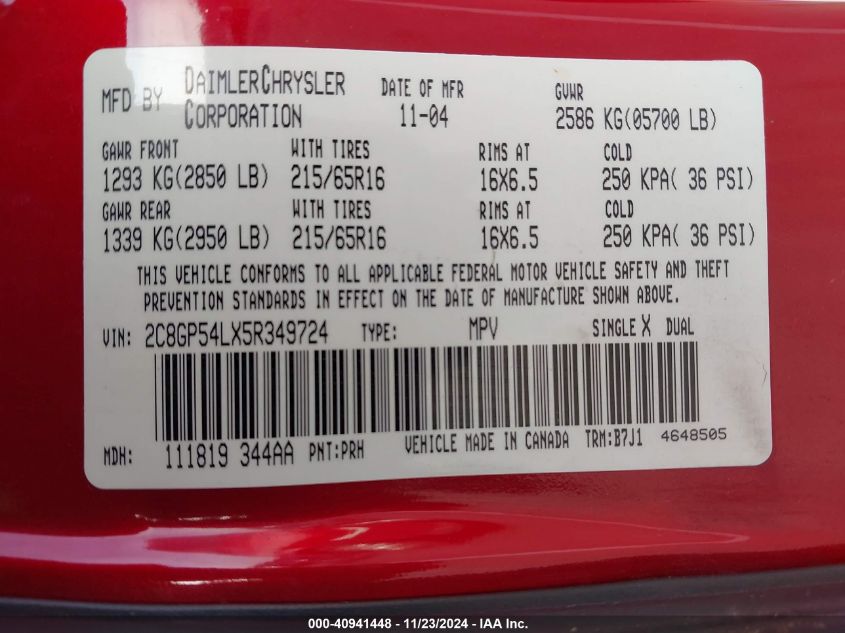 MFD BY DAIMLERCHRYSLER CORPORATION DATE OF MFR 11-04 GVWR 2586 KG(05700 LB)
GAWR FRONT WITH TIRES RIMS AT COLD
1293 KG(2850 LB) 215/65R16 16X6.5 250 KPA( 36 PSI)
GAWR REAR WITH TIRES RIMS AT COLD
1339 KG(2950 LB) 215/65R16 16X6.5 250 KPA( 36 PSI)
THIS VEHICLE CONFORMS TO ALL APPLICABLE FEDERAL MOTOR VEHICLE SAFETY AND THEFT
PREVENTION STANDARDS IN EFFECT ON THE DATE OF MANUFACTURE SHOWN ABOVE.
VIN: 2C8GP54LX5R349724 TYPE: MPV SINGLE X DUAL
MDH: 111819 344AA PNT:PRH VEHICLE MADE IN CANADA TRM:B7J1 4648505
000-40941448 - 11/23/2024 - IAA Inc.